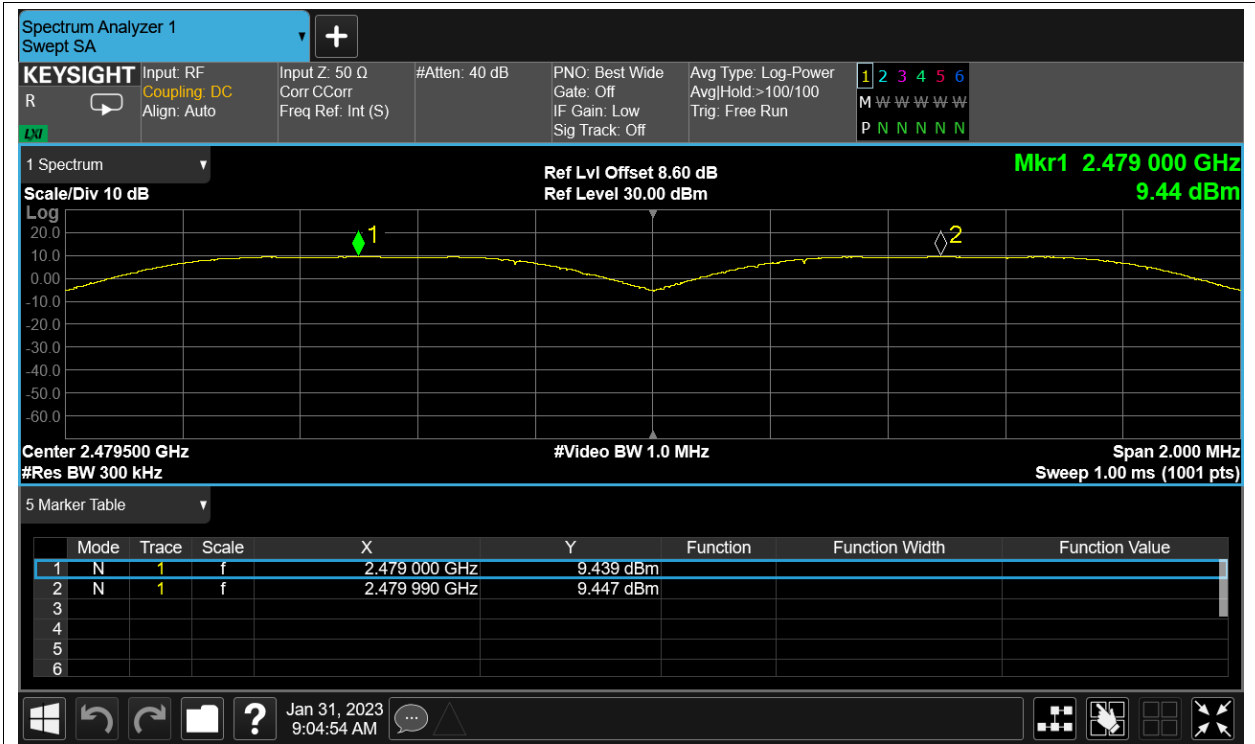 Spectrum Analyzer 1
Swept SA
KEYSIGHT
R
LXI
Input: RF
Coupling: DC
Align: Auto
Input Z: 50 Ω
Corr CCorr
Freq Ref: Int (S)
#Atten: 40 dB
PNO: Best Wide
Gate: Off
IF Gain: Low
Sig Track: Off
Avg Type: Log-Power
Avg|Hold:>100/100
Trig: Free Run
1 2 3 4 5 6
M W W W W W
P N N N N N
1 Spectrum
Scale/Div 10 dB
Ref Lvl Offset 8.60 dB
Ref Level 30.00 dBm
Mkr1 2.479 000 GHz
9.44 dBm
Log
20.0
10.0
0.00
-10.0
-20.0
-30.0
-40.0
-50.0
-60.0
1
2
Center 2.479500 GHz
#Res BW 300 kHz
#Video BW 1.0 MHz
Span 2.000 MHz
Sweep 1.00 ms (1001 pts)
5 Marker Table
Mode Trace Scale X Y Function Function Width Function Value
1 N 1 f 2.479 000 GHz 9.439 dBm
2 N 1 f 2.479 990 GHz 9.447 dBm
3
4
5
6
?
Jan 31, 2023
9:04:54 AM